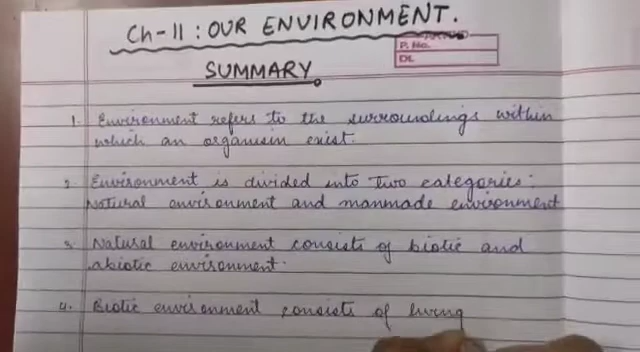 Ch-11 : OUR ENVIRONMENT.
P. No.
Dt.
SUMMARY
1. Environment refers to the surroundings within
which an organism exist.
2. Environment is divided into two categories:
Natural environment and manmade environment
3. Natural environment consists of biotic and
abiotic environment.
4. Biotic environment consists of living